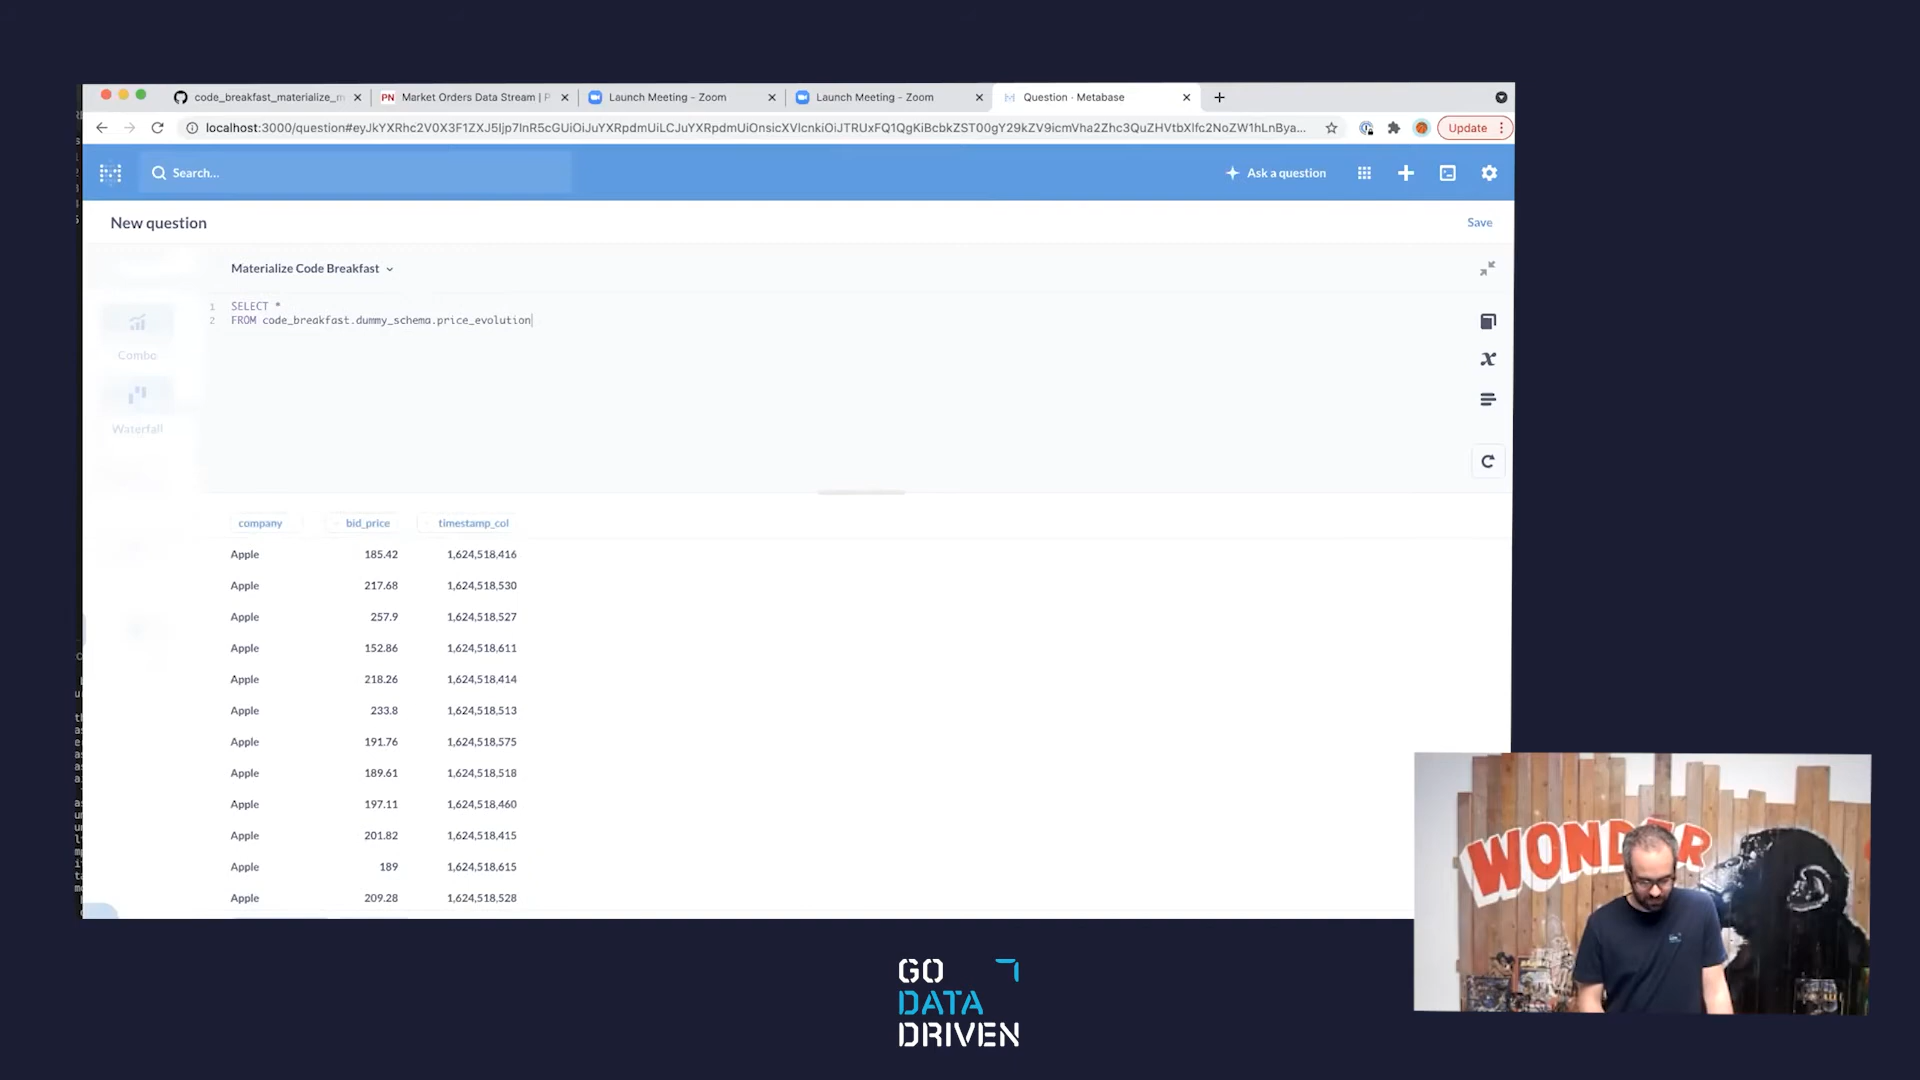 code_breakfast_materialize_m
PN Market Orders Data Stream | P
Launch Meeting - Zoom
Launch Meeting - Zoom
Question · Metabase
Update
Search...
Ask a question
New question
Save
Materialize Code Breakfast
1 SELECT *
2 FROM code_breakfast.dummy_schema.price_evolution
Combo
Waterfall
company bid_price timestamp_col
Apple 185.42 1,624,518,416
Apple 217.68 1,624,518,530
Apple 257.9 1,624,518,527
Apple 152.86 1,624,518,611
Apple 218.26 1,624,518,414
Apple 233.8 1,624,518,513
Apple 191.76 1,624,518,575
Apple 189.61 1,624,518,518
Apple 197.11 1,624,518,460
Apple 201.82 1,624,518,415
Apple 189 1,624,518,615
Apple 209.28 1,624,518,528
WONDER
GO
DATA
DRIVEN